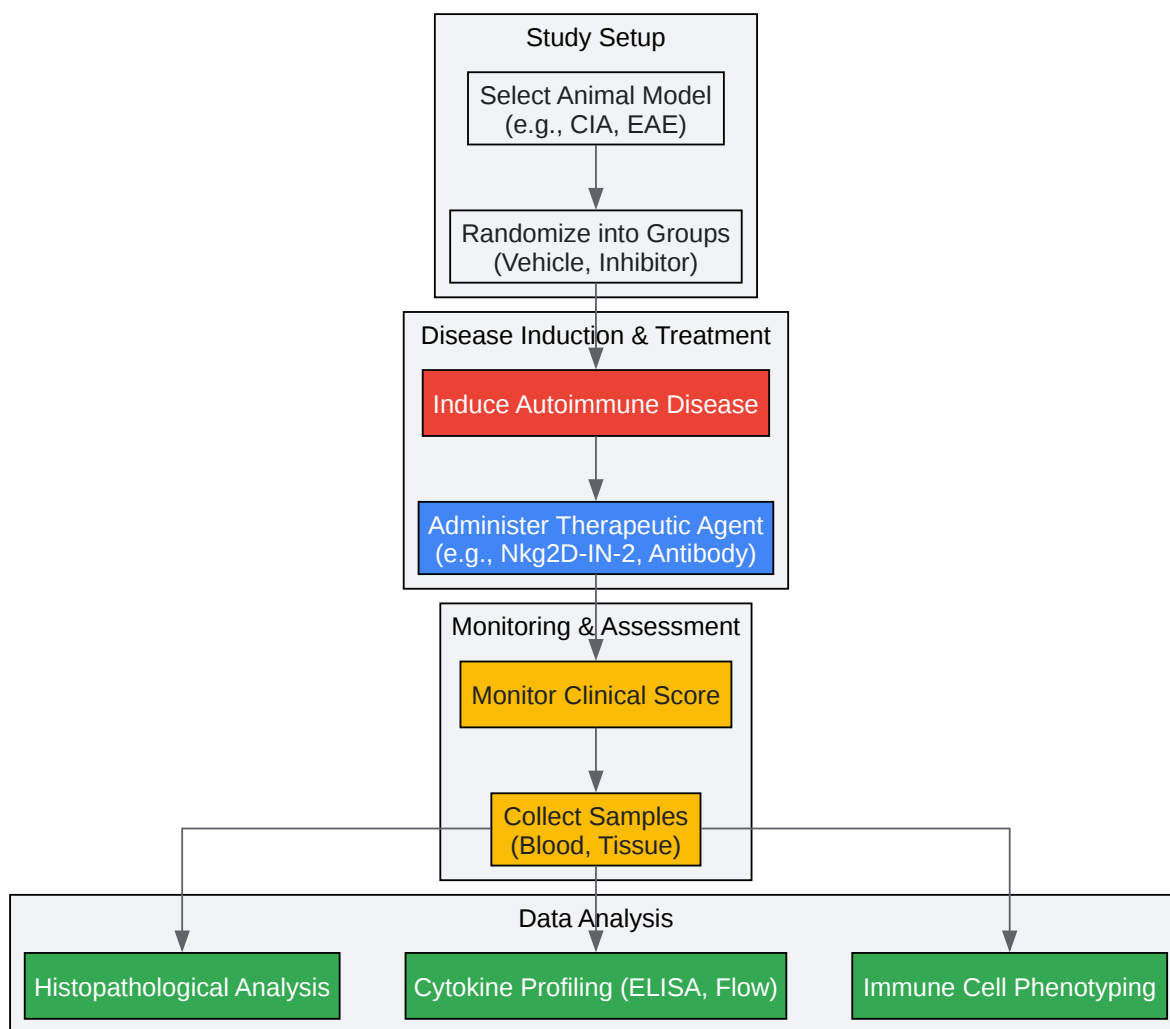 Study Setup
Select Animal Model
(e.g., CIA, EAE)
Randomize into Groups
(Vehicle, Inhibitor)
Disease Induction & Treatment
Induce Autoimmune Disease
Administer Therapeutic Agent
(e.g., Nkg2D-IN-2, Antibody)
Monitoring & Assessment
Monitor Clinical Score
Collect Samples
(Blood, Tissue)
Data Analysis
Histopathological Analysis
Cytokine Profiling (ELISA, Flow)
Immune Cell Phenotyping